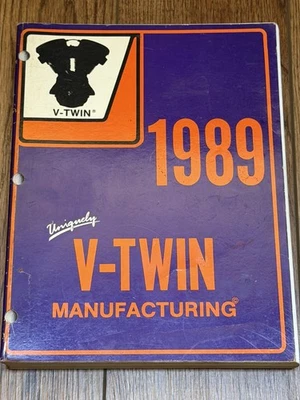 V-TWIN®
1989
Uniquely
V-TWIN
MANUFACTURING®